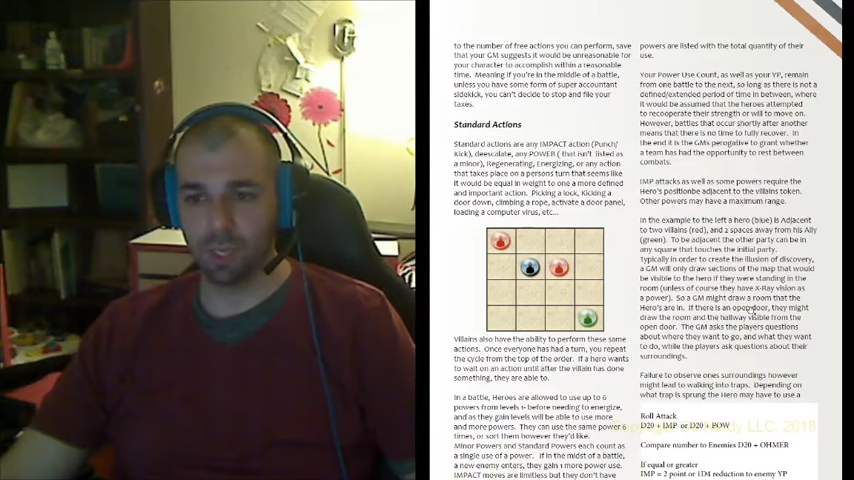 to the number of free actions you can perform, save
that your GM suggests it would be unreasonable for
your character to accomplish within a reasonable
time. Meaning if you're in the middle of a battle,
unless you have some form of super accountant
sidekick, you can't decide to stop and file your
taxes.
Standard Actions
Standard actions are any IMPACT action (Punch/
Kick), deescalate, any POWER ( that isn't listed as
a minor), Regenerating, Energizing, or any action
that takes place on a persons turn that seems like
it would be equal in weight to one a more defined
and important action. Picking a lock, Kicking a
door down, climbing a rope, activate a door panel,
loading a computer virus, etc...
Villains also have the ability to perform these same
actions. Once everyone has had a turn, you repeat
the cycle from the top of the order. If a hero wants
to wait on an action until after the villain has done
something, they are able to.
In a battle, Heroes are allowed to use up to 6
powers from levels 1- before needing to energize,
and as they gain levels will be able to use more
and more powers. They can use the same power 6
times, or sort them however they'd like.
Minor Powers and Standard Powers each count as
a single use of a power. If in the midst of a battle,
a new enemy enters, they gain 1 more power use.
IMPACT moves are limitless but they don't have
powers are listed with the total quantity of their
use.
Your Power Use Count, as well as your YP, remain
from one battle to the next, so long as there is not a
defined/extended period of time in between, where
it would be assumed that the heroes attempted
to recooperate their strength or will to move on.
However, battles that occur shortly after another
means that there is no time to fully recover. In
the end it is the GMs perogative to grant whether
a team has had the opportunity to rest between
combats.
IMP attacks as well as some powers require the
Hero's positionbe adjacent to the villains token.
Other powers may have a maximum range.
In the example to the left a hero (blue) is Adjacent
to two villains (red), and 2 spaces away from his Ally
(green). To be adjacent the other party can be in
any square that touches the initial party.
Typically in order to create the illusion of discovery,
a GM will only draw sections of the map that would
be visible to the hero if they were standing in the
room (unless of course they have X-Ray vision as
a power). So a GM might draw a room that the
Hero's are in. If there is an open door, they might
draw the room and the hallway visible from the
open door. The GM asks the players questions
about where they want to go, and what they want
to do, while the players ask questions about their
surroundings.
Failure to observe ones surroundings however
might lead to walking into traps. Depending on
what trap is sprung the Hero may have to use a
Roll Attack
D20 + IMP or D20 + POW
LLC. 2018
Compare number to Enemies D20 + OHMER
If equal or greater
IMP = 2 point or 1D4 reduction to enemy YP